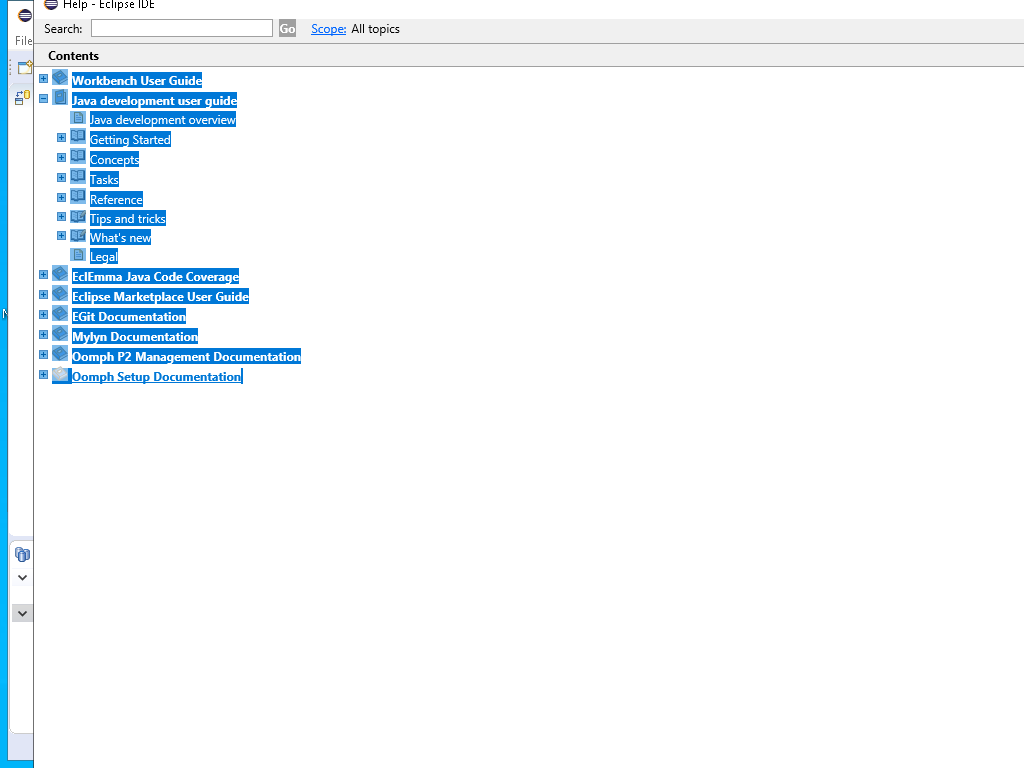 Help - Eclipse IDE
File
Search: Go Scope: All topics
Contents
Workbench User Guide
Java development user guide
Java development overview
Getting Started
Concepts
Tasks
Reference
Tips and tricks
What's new
Legal
EclEmma Java Code Coverage
Eclipse Marketplace User Guide
EGit Documentation
Mylyn Documentation
Oomph P2 Management Documentation
Oomph Setup Documentation